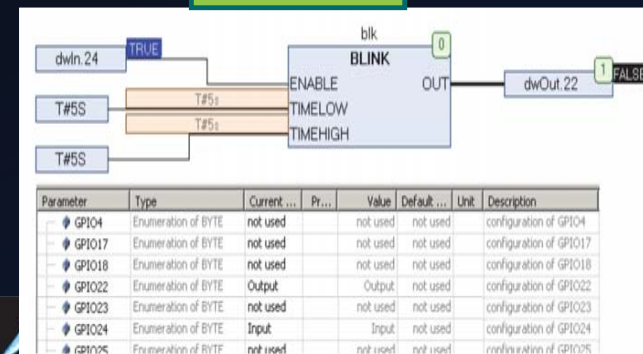 blk
0
BLINK
dwIn.24 TRUE
ENABLE OUT
dwOut.22 1 FALSE
T#5S T#5s
TIMELOW
T#5s
TIMEHIGH
T#5S
Parameter Type Current ... Pr... Value Default ... Unit Description
GPIO4 Enumeration of BYTE not used not used not used configuration of GPIO4
GPIO17 Enumeration of BYTE not used not used not used configuration of GPIO17
GPIO18 Enumeration of BYTE not used not used not used configuration of GPIO18
GPIO22 Enumeration of BYTE Output Output not used configuration of GPIO22
GPIO23 Enumeration of BYTE not used not used not used configuration of GPIO23
GPIO24 Enumeration of BYTE Input Input not used configuration of GPIO24
GPIO25 Enumeration of BYTE not used not used not used configuration of GPIO25